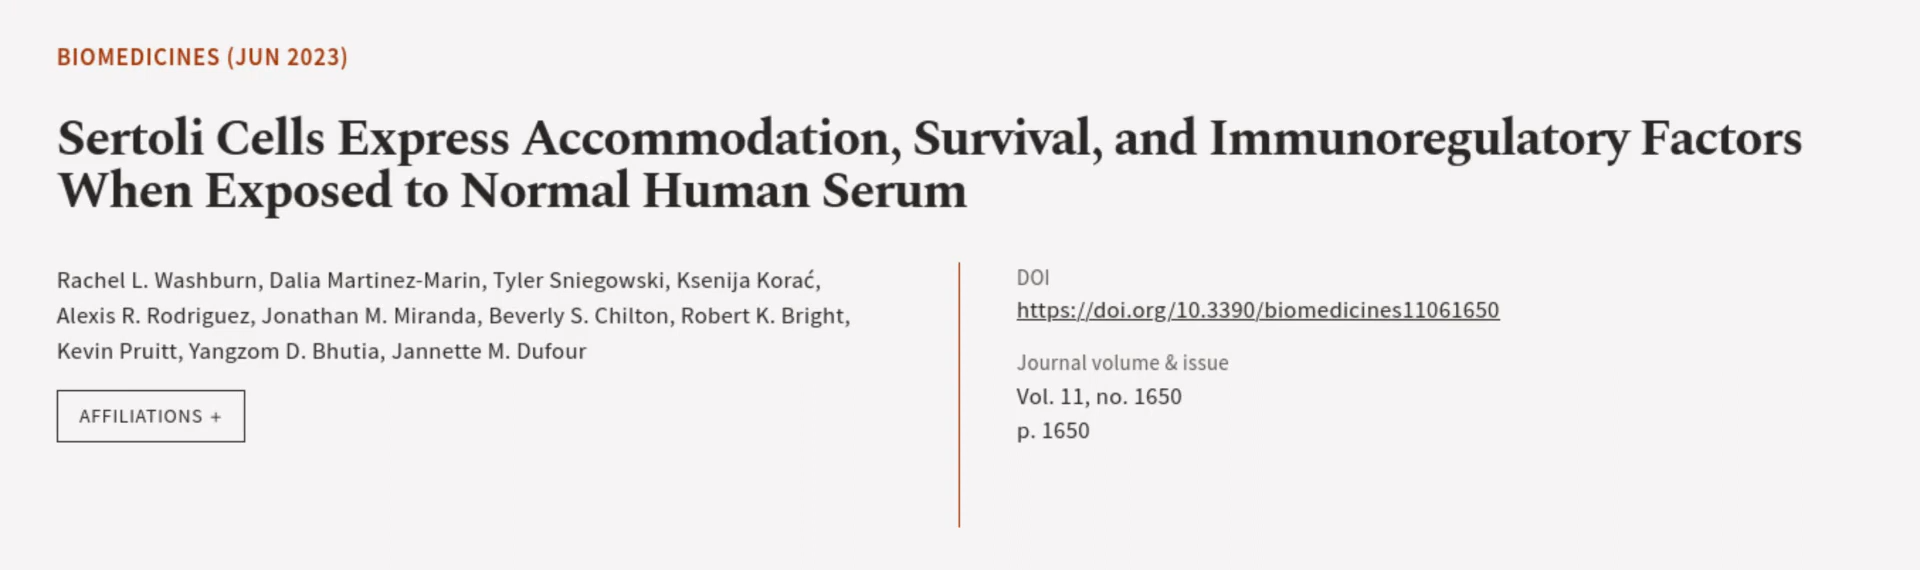 BIOMEDICINES (JUN 2023)
Sertoli Cells Express Accommodation, Survival, and Immunoregulatory Factors
When Exposed to Normal Human Serum
Rachel L. Washburn, Dalia Martinez-Marin, Tyler Sniegowski, Ksenija Korać,
Alexis R. Rodriguez, Jonathan M. Miranda, Beverly S. Chilton, Robert K. Bright,
Kevin Pruitt, Yangzom D. Bhutia, Jannette M. Dufour
AFFILIATIONS +
DOI
https://doi.org/10.3390/biomedicines11061650
Journal volume & issue
Vol. 11, no. 1650
p. 1650